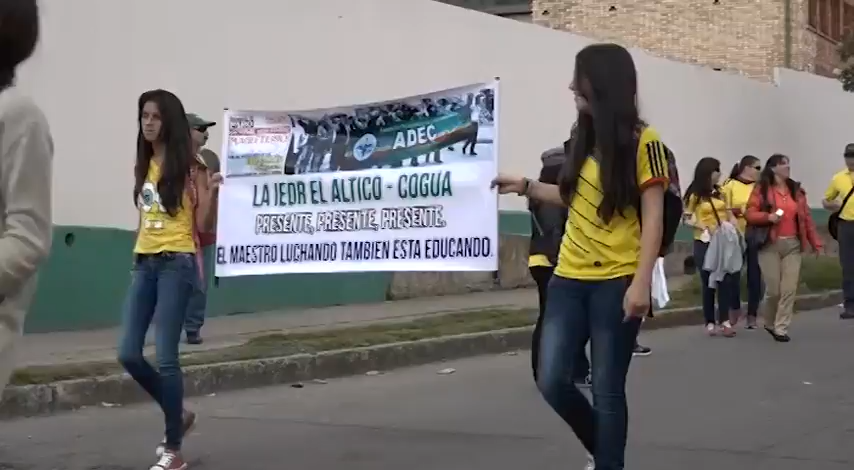 ADEC
LA IEDR EL ALTICO - COGUA
PRESENTE, PRESENTE, PRESENTE.
EL MAESTRO LUCHANDO TAMBIEN ESTA EDUCANDO.